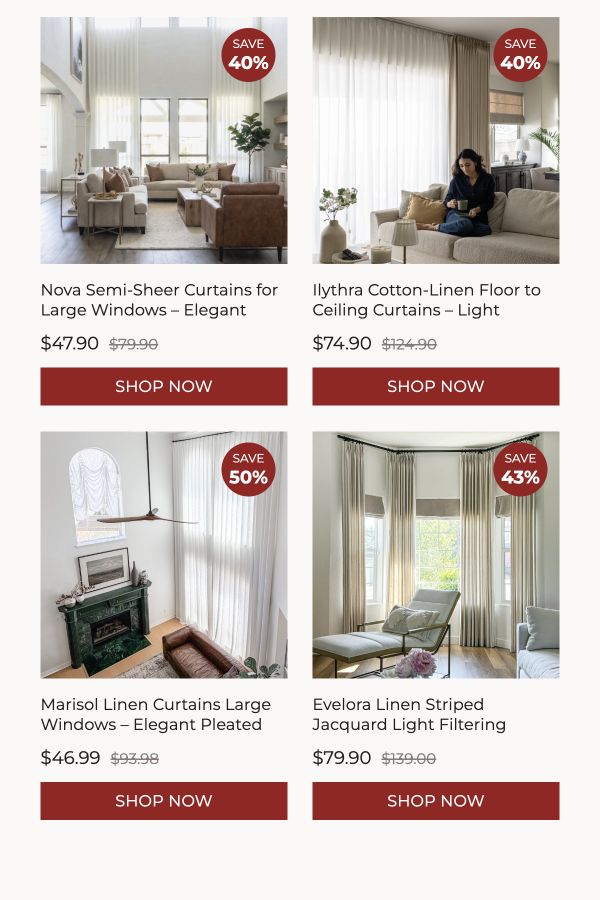 SAVE
40%
SAVE
40%
Nova Semi-Sheer Curtains for
Large Windows – Elegant
$47.90 $79.90
SHOP NOW
Ilythra Cotton-Linen Floor to
Ceiling Curtains – Light
$74.90 $124.90
SHOP NOW
SAVE
50%
SAVE
43%
Marisol Linen Curtains Large
Windows – Elegant Pleated
$46.99 $93.98
SHOP NOW
Evelora Linen Striped
Jacquard Light Filtering
$79.90 $139.00
SHOP NOW